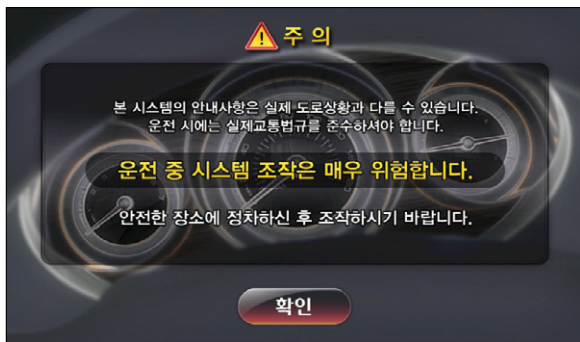 주 의
본 시스템의 안내사항은 실제 도로상황과 다를 수 있습니다.
운전 시에는 실제교통법규를 준수하셔야 합니다.
운전 중 시스템 조작은 매우 위험합니다.
안전한 장소에 정차하신 후 조작하시기 바랍니다.
확인